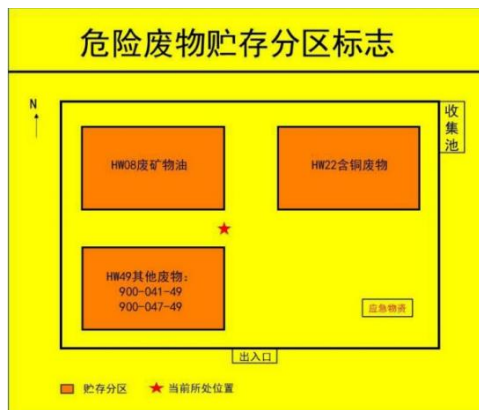 危险废物贮存分区标志
N
收集池
HW08废矿物油
HW22含铜废物
HW49其他废物：
900-041-49
900-047-49
应急物资
出入口
贮存分区
当前所处位置